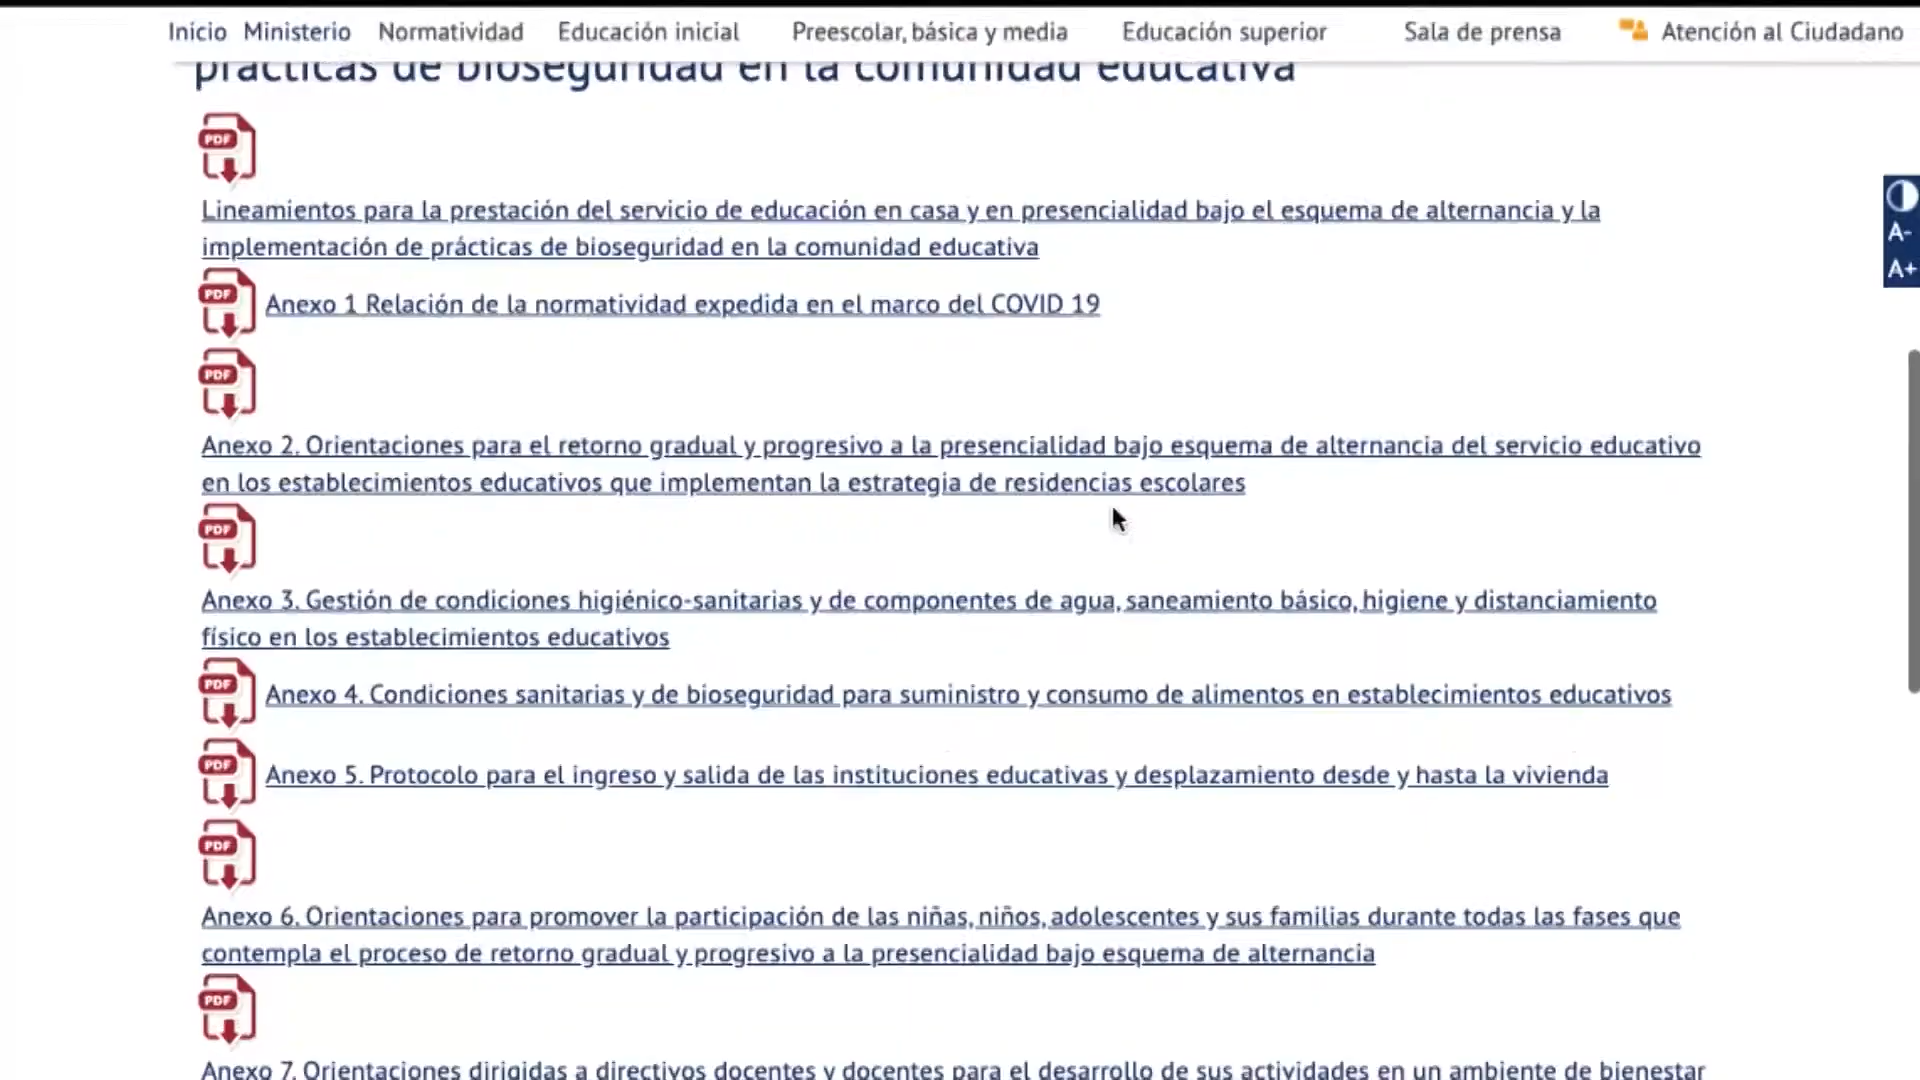 Inicio Ministerio Normatividad Educación inicial Preescolar, básica y media Educación superior Sala de prensa Atención al Ciudadano
prácticas de bioseguridad en la comunidad educativa
PDF
Lineamientos para la prestación del servicio de educación en casa y en presencialidad bajo el esquema de alternancia y la
implementación de prácticas de bioseguridad en la comunidad educativa
PDF Anexo 1 Relación de la normatividad expedida en el marco del COVID 19
PDF
Anexo 2. Orientaciones para el retorno gradual y progresivo a la presencialidad bajo esquema de alternancia del servicio educativo
en los establecimientos educativos que implementan la estrategia de residencias escolares
PDF
Anexo 3. Gestión de condiciones higiénico-sanitarias y de componentes de agua, saneamiento básico, higiene y distanciamiento
físico en los establecimientos educativos
PDF Anexo 4. Condiciones sanitarias y de bioseguridad para suministro y consumo de alimentos en establecimientos educativos
PDF Anexo 5. Protocolo para el ingreso y salida de las instituciones educativas y desplazamiento desde y hasta la vivienda
PDF
Anexo 6. Orientaciones para promover la participación de las niñas, niños, adolescentes y sus familias durante todas las fases que
contempla el proceso de retorno gradual y progresivo a la presencialidad bajo esquema de alternancia
PDF
Anexo 7. Orientaciones dirigidas a directivos docentes y docentes para el desarrollo de sus actividades en un ambiente de bienestar
A-
A+